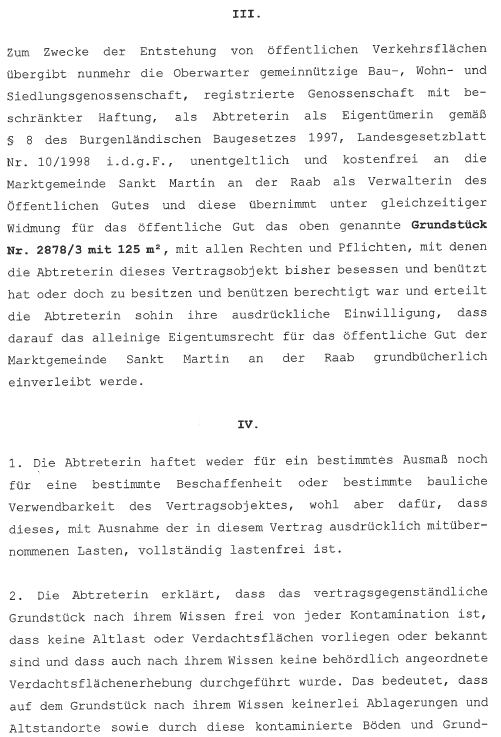 III.
Zum Zwecke der Entstehung von öffentlichen Verkehrsflächen
übergibt nunmehr die Oberwarter gemeinnützige Bau-, Wohn- und
Siedlungsgenossenschaft, registrierte Genossenschaft mit be-
schränkter Haftung, als Abtreterin als Eigentümerin gemäß
§ 8 des Burgenländischen Baugesetzes 1997, Landesgesetzblatt
Nr. 10/1998 i.d.g.F., unentgeltlich und kostenfrei an die
Marktgemeinde Sankt Martin an der Raab als Verwalterin des
Öffentlichen Gutes und diese übernimmt unter gleichzeitiger
Widmung für das öffentliche Gut das oben genannte Grundstück
Nr. 2878/3 mit 125 m², mit allen Rechten und Pflichten, mit denen
die Abtreterin dieses Vertragsobjekt bisher besessen und benützt
hat oder doch zu besitzen und benützen berechtigt war und erteilt
die Abtreterin sohin ihre ausdrückliche Einwilligung, dass
darauf das alleinige Eigentumsrecht für das öffentliche Gut der
Marktgemeinde Sankt Martin an der Raab grundbücherlich
einverleibt werde.
IV.
1. Die Abtreterin haftet weder für ein bestimmtes Ausmaß noch
für eine bestimmte Beschaffenheit oder bestimmte bauliche
Verwendbarkeit des Vertragsobjektes, wohl aber dafür, dass
dieses, mit Ausnahme der in diesem Vertrag ausdrücklich mitüber-
nommenen Lasten, vollständig lastenfrei ist.
2. Die Abtreterin erklärt, dass das vertragsgegenständliche
Grundstück nach ihrem Wissen frei von jeder Kontamination ist,
dass keine Altlast oder Verdachtsflächen vorliegen oder bekannt
sind und dass auch nach ihrem Wissen keine behördlich angeordnete
Verdachtsflächenerhebung durchgeführt wurde. Das bedeutet, dass
auf dem Grundstück nach ihrem Wissen keinerlei Ablagerungen und
Altstandorte sowie durch diese kontaminierte Böden und Grund-